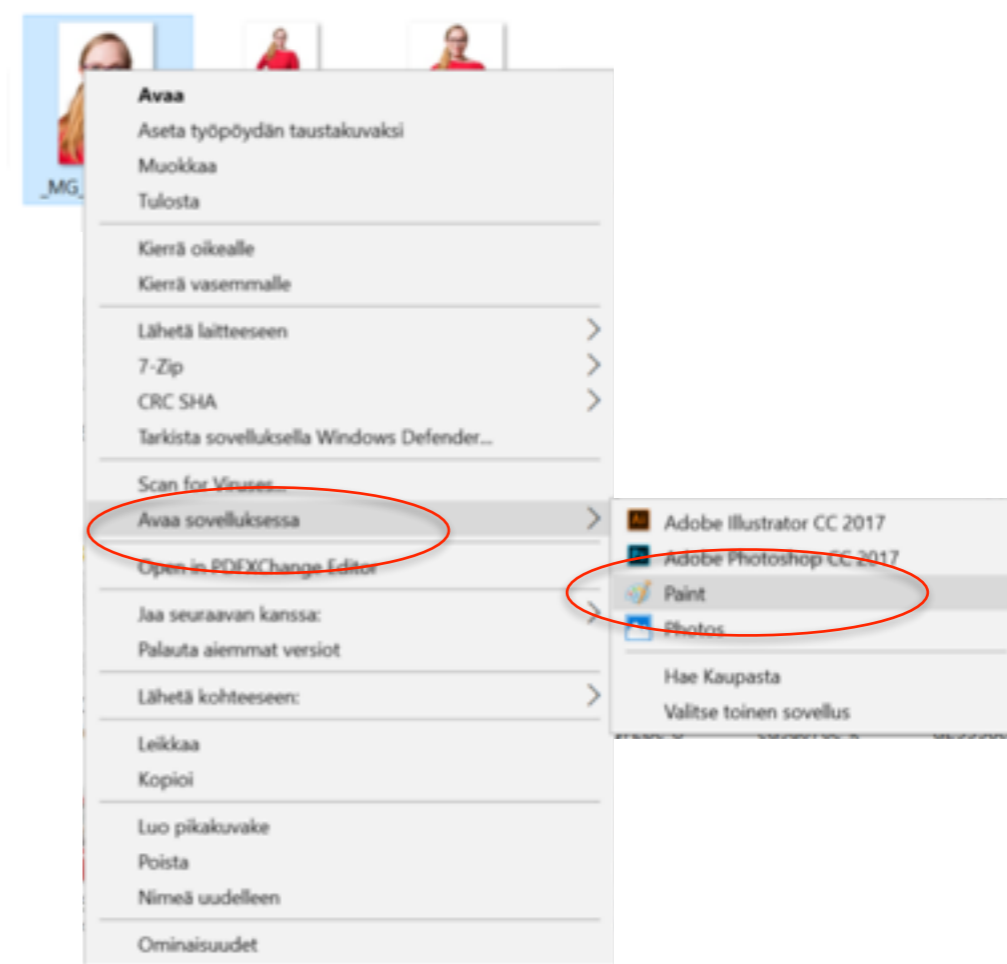 _MG_
Avaa
Aseta työpöydän taustakuvaksi
Muokkaa
Tulosta
Kierrä oikealle
Kierrä vasemmalle
Lähetä laitteeseen
7-Zip
CRC SHA
Tarkista sovelluksella Windows Defender...
Scan for Viruses...
Avaa sovelluksessa
Open in PDFXChange Editor
Jaa seuraavan kanssa:
Palauta aiemmat versiot
Lähetä kohteeseen:
Leikkaa
Kopioi
Luo pikakuvake
Poista
Nimeä uudelleen
Ominaisuudet
Adobe Illustrator CC 2017
Adobe Photoshop CC 2017
Paint
Photos
Hae Kaupasta
Valitse toinen sovellus